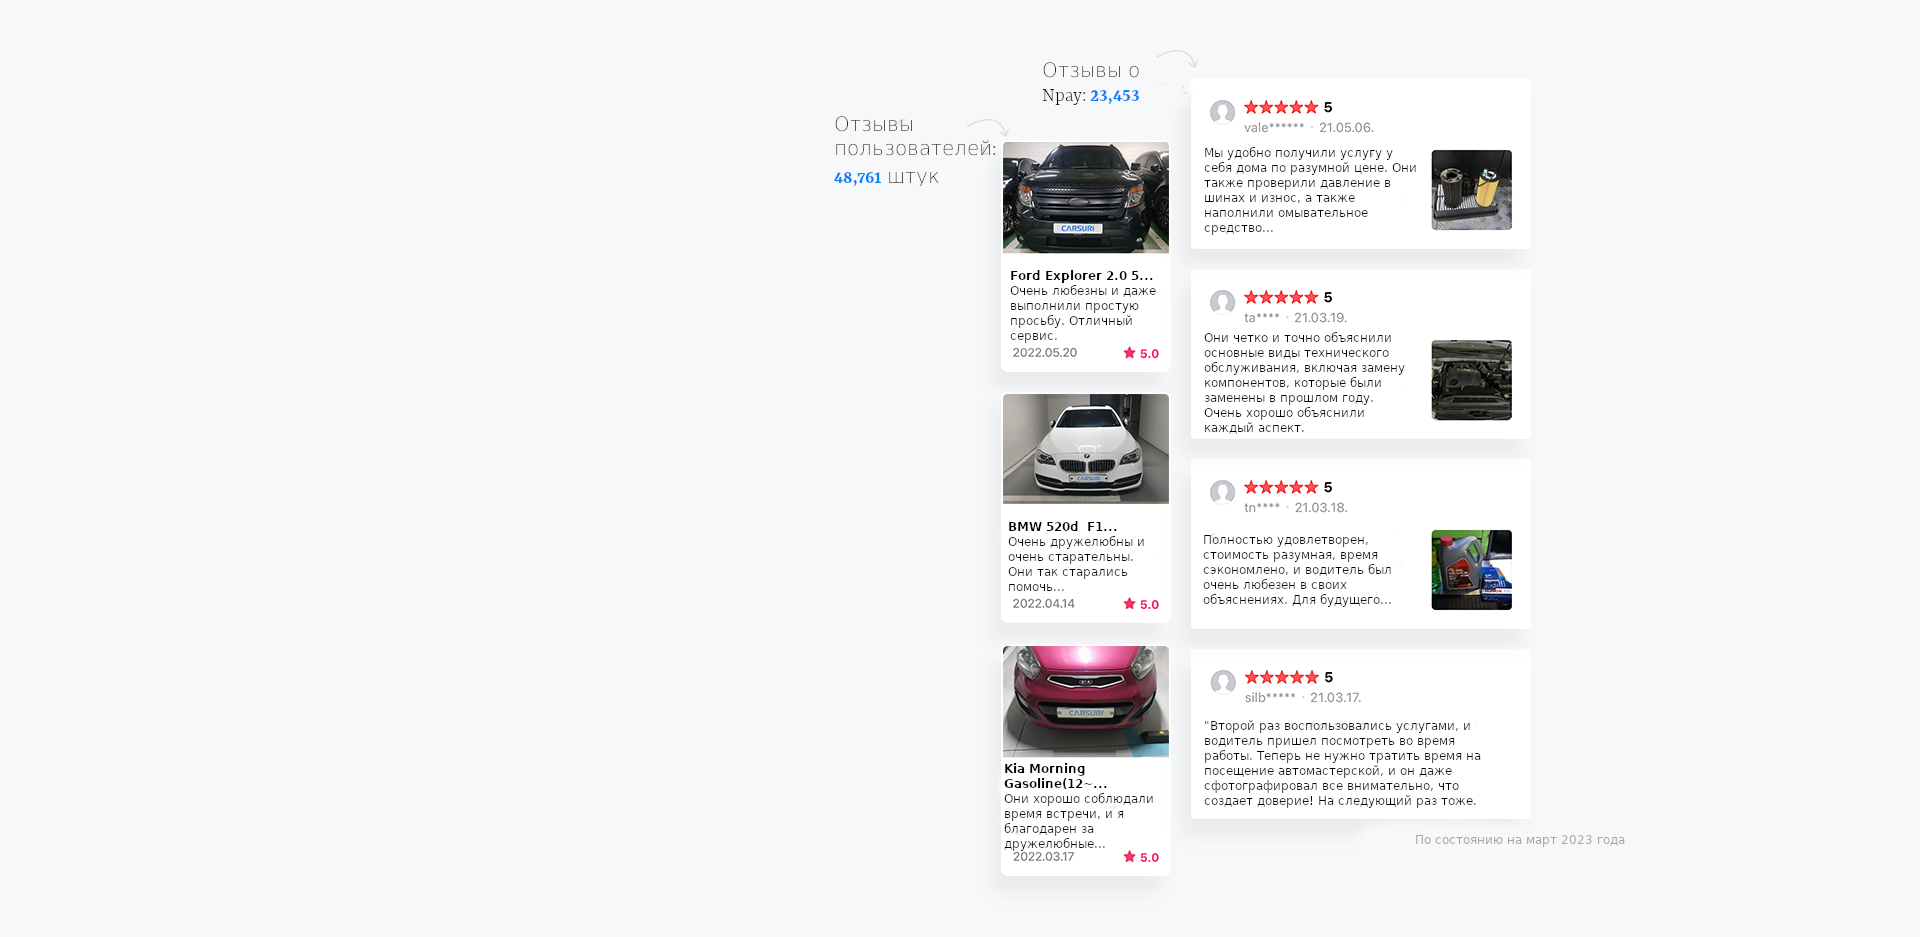 Отзывы о
Npay: 23,453
Отзывы
пользователей:
48,761 штук
CARSURI
Ford Explorer 2.0 5...
Очень любезны и даже
выполнили простую
просьбу. Отличный
сервис.
2022.05.20 5.0
CARSURI
BMW 520d F1...
Очень дружелюбны и
очень старательны.
Они так старались
помочь...
2022.04.14 5.0
KIA
CARSURI
Kia Morning
Gasoline(12~...
Они хорошо соблюдали
время встречи, и я
благодарен за
дружелюбные...
2022.03.17 5.0
5
vale****** · 21.05.06.
Мы удобно получили услугу у
себя дома по разумной цене. Они
также проверили давление в
шинах и износ, а также
наполнили омывательное
средство...
5
ta**** · 21.03.19.
Они четко и точно объяснили
основные виды технического
обслуживания, включая замену
компонентов, которые были
заменены в прошлом году.
Очень хорошо объяснили
каждый аспект.
5
tn**** · 21.03.18.
Полностью удовлетворен,
стоимость разумная, время
сэкономлено, и водитель был
очень любезен в своих
объяснениях. Для будущего...
5
silb***** · 21.03.17.
"Второй раз воспользовались услугами, и
водитель пришел посмотреть во время
работы. Теперь не нужно тратить время на
посещение автомастерской, и он даже
сфотографировал все внимательно, что
создает доверие! На следующий раз тоже.
По состоянию на март 2023 года